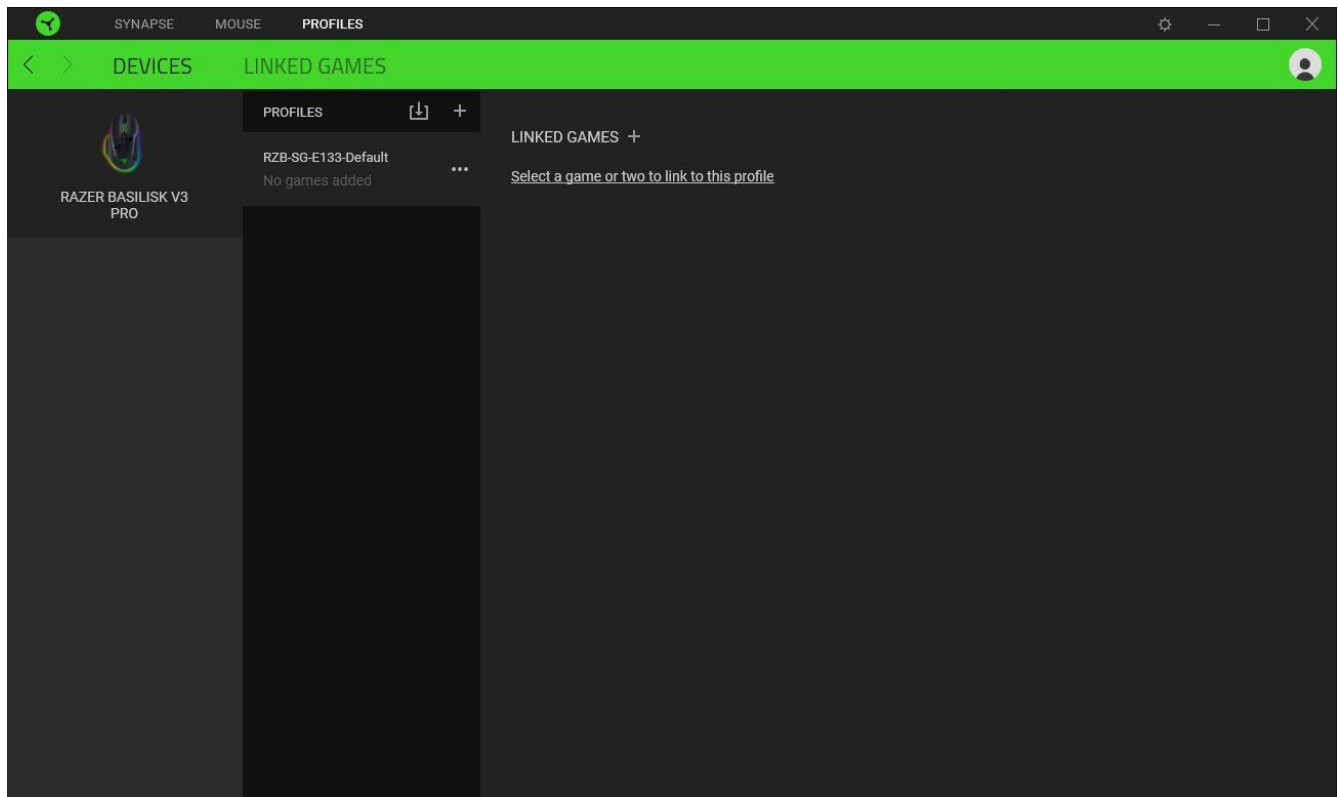 SYNAPSE MOUSE PROFILES
DEVICES LINKED GAMES
RAZER BASILISK V3
PRO
PROFILES
RZB-SG-E133-Default
No games added
LINKED GAMES +
Select a game or two to link to this profile